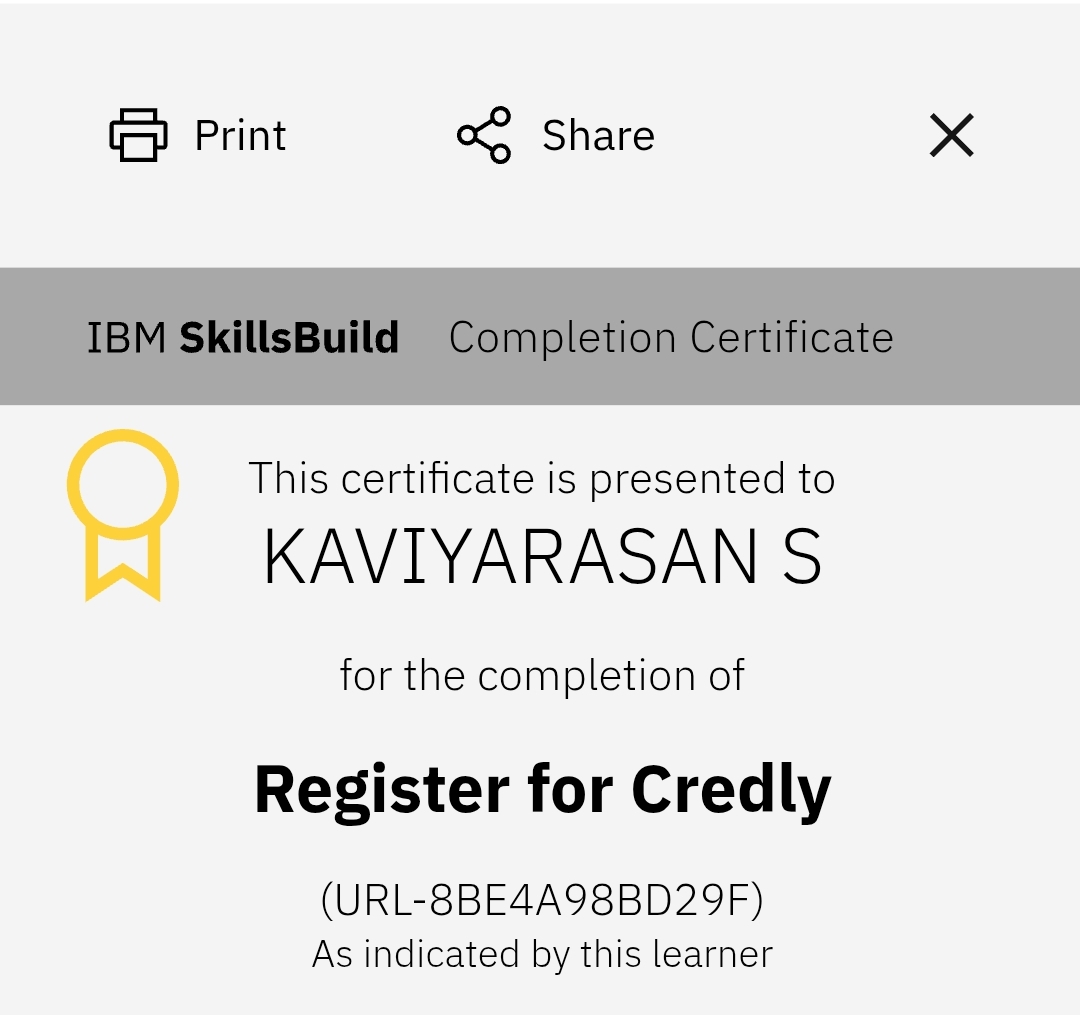 Print Share
IBM SkillsBuild Completion Certificate
This certificate is presented to
KAVIYARASAN S
for the completion of
Register for Credly
(URL-8BE4A98BD29F)
As indicated by this learner